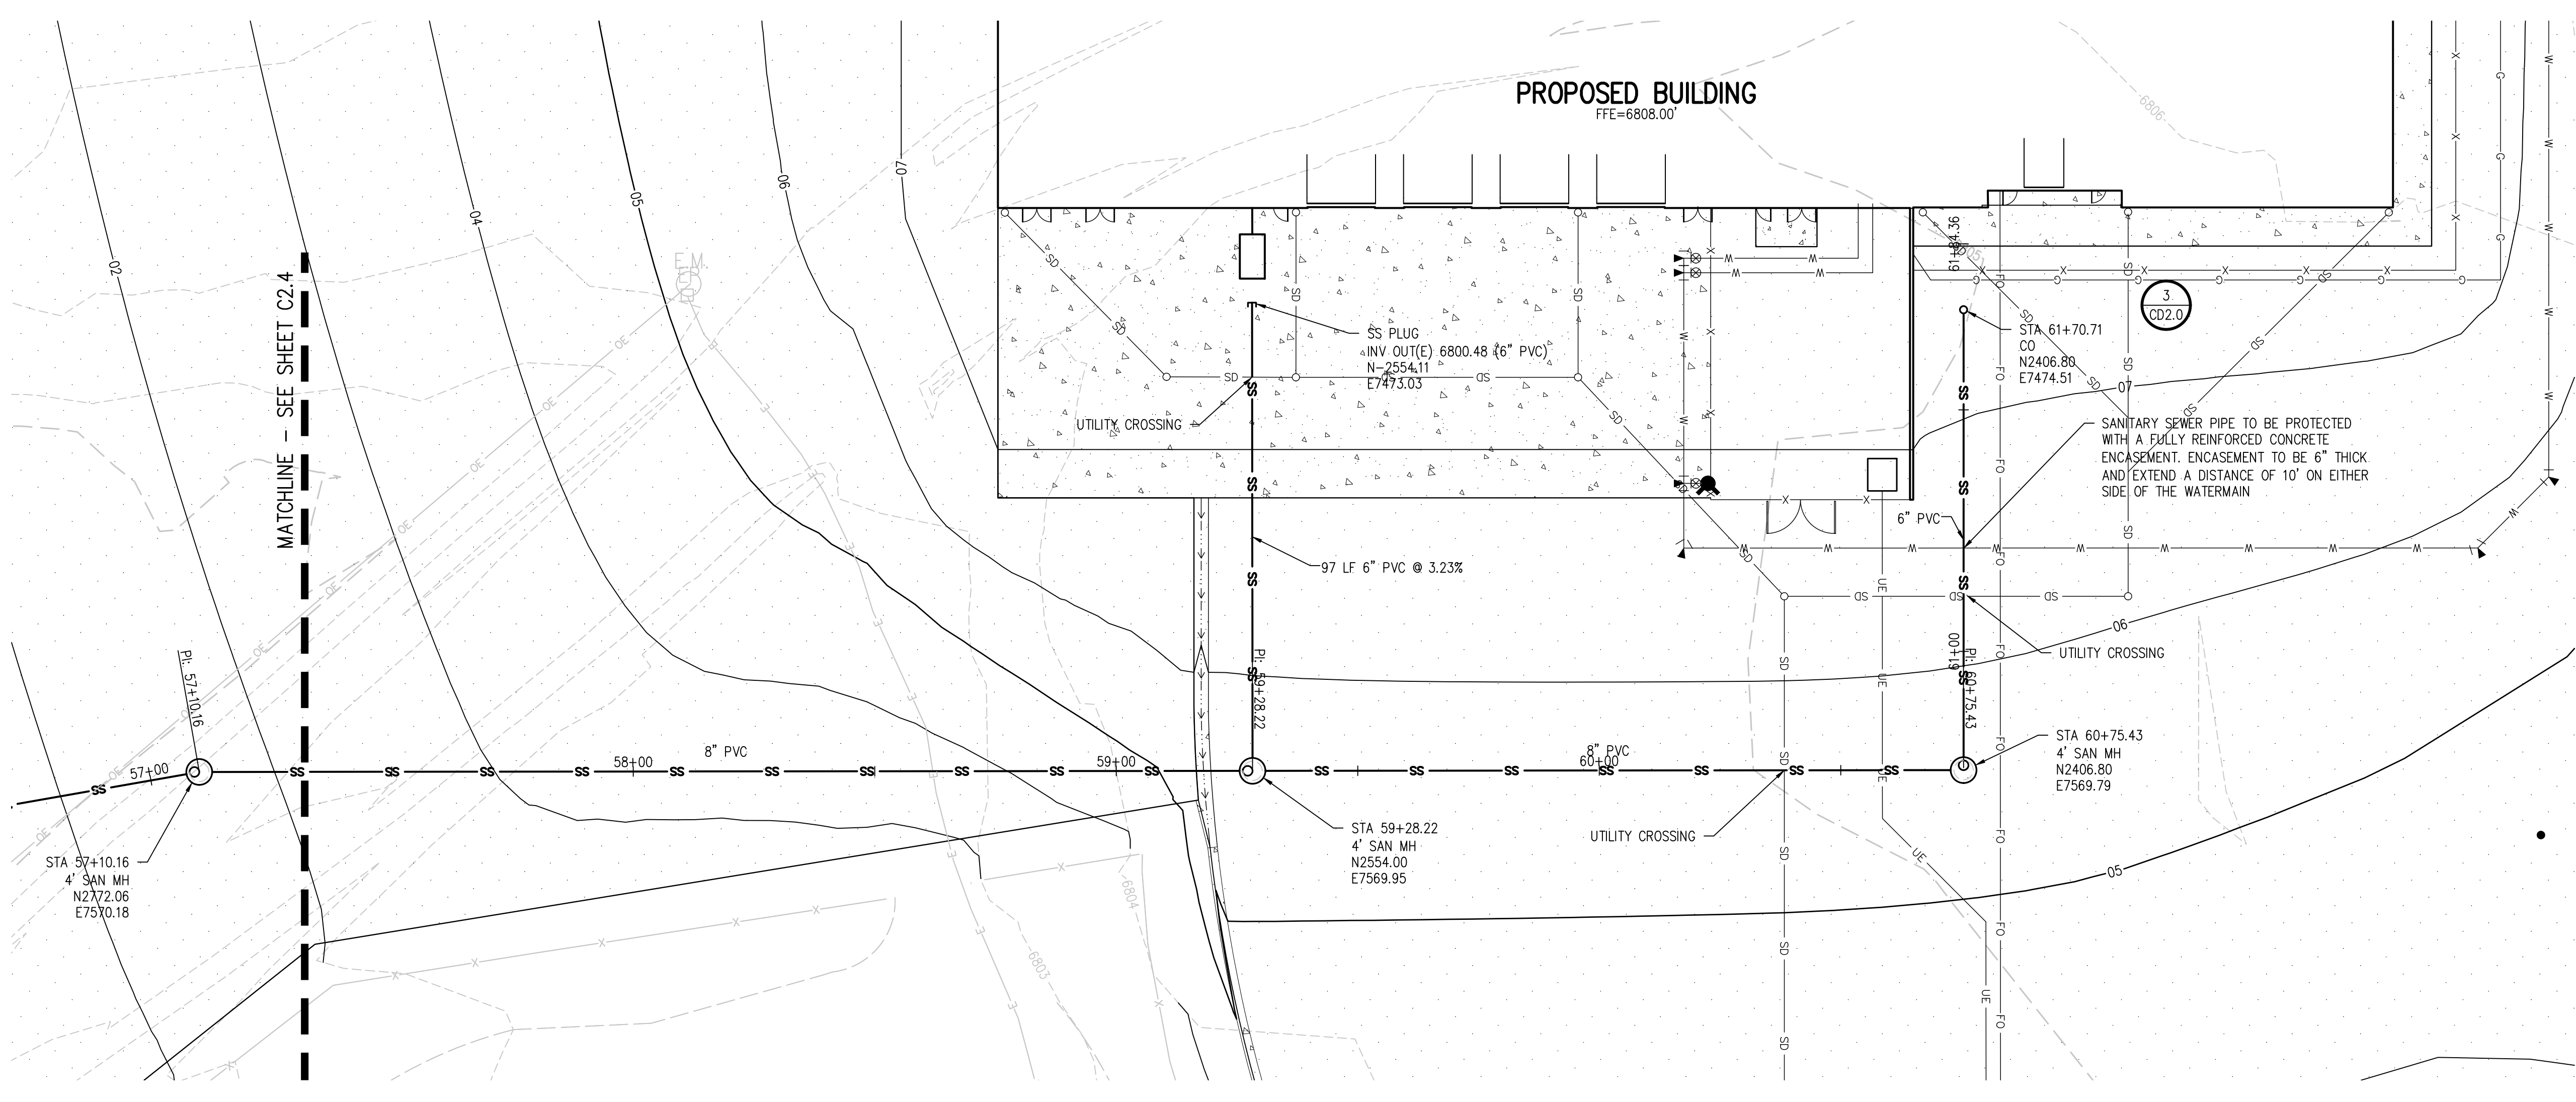 PROPOSED BUILDING
FFE=6808.00'
6806
02
04
05
06
07
E.M.
MATCHLINE - SEE SHEET C2.4
61+84.36
3
CD2.0
SS PLUG
INV OUT(E) 6800.48 (6" PVC)
N-2554.11
E7473.03
UTILITY CROSSING
STA 61+70.71
CO
N2406.80
E7474.51
07
SANITARY SEWER PIPE TO BE PROTECTED
WITH A FULLY REINFORCED CONCRETE
ENCASEMENT. ENCASEMENT TO BE 6" THICK
AND EXTEND A DISTANCE OF 10' ON EITHER
SIDE OF THE WATERMAIN
6" PVC
97 LF 6" PVC @ 3.23%
06
UTILITY CROSSING
61+00
PI: 60+75.43
PI: 59+28.22
PI: 57+10.16
57+00
58+00
8" PVC
59+00
8" PVC
60+00
STA 60+75.43
4' SAN MH
N2406.80
E7569.79
UTILITY CROSSING
STA 59+28.22
4' SAN MH
N2554.00
E7569.95
STA 57+10.16
4' SAN MH
N2772.06
E7570.18
05
6804
6803
SS
SD
UE
FO
OE
W
X
G
E